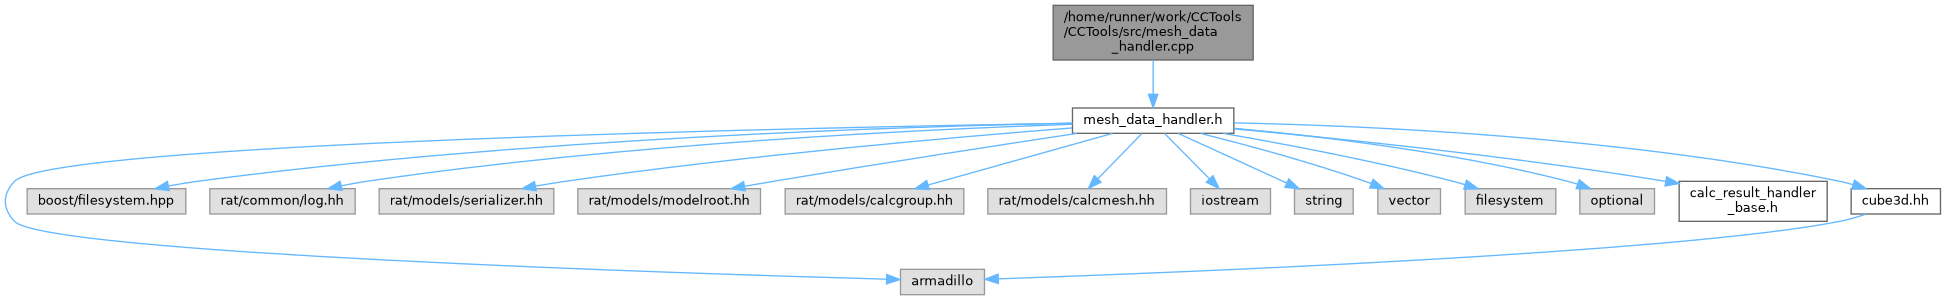 /home/runner/work/CCTools
/CCTools/src/mesh_data
_handler.cpp
mesh_data_handler.h
boost/filesystem.hpp
rat/common/log.hh
rat/models/serializer.hh
rat/models/modelroot.hh
rat/models/calcgroup.hh
rat/models/calcmesh.hh
iostream
string
vector
filesystem
optional
calc_result_handler
_base.h
cube3d.hh
armadillo